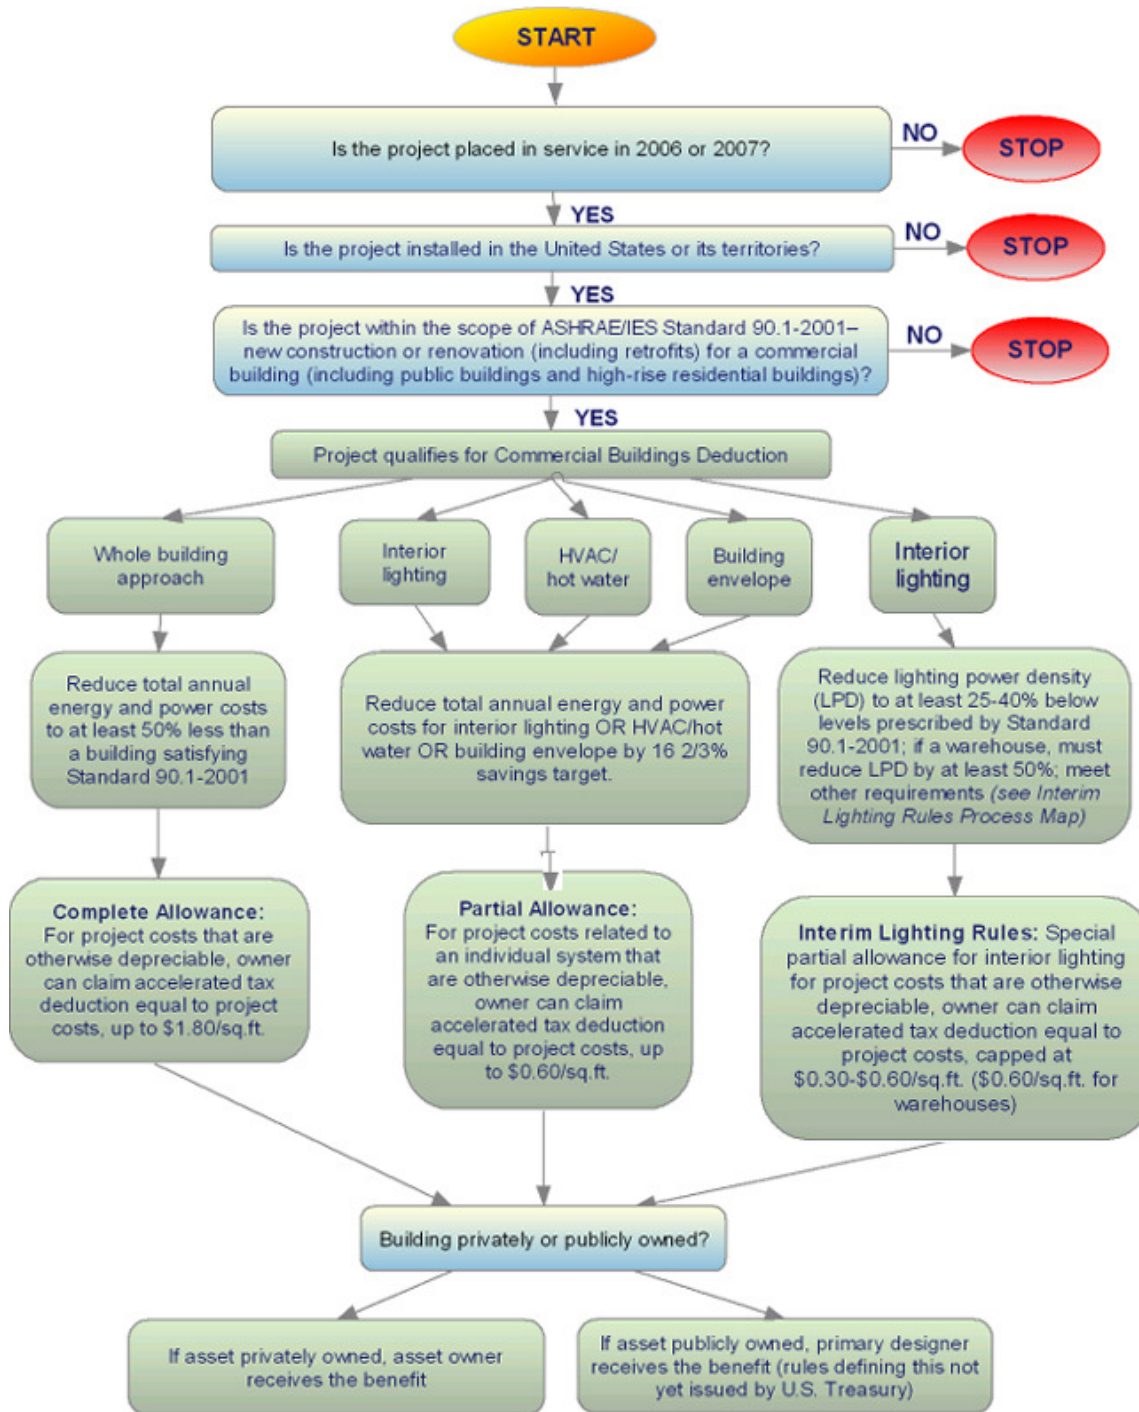 START
Is the project placed in service in 2006 or 2007?
NO
STOP
YES
Is the project installed in the United States or its territories?
NO
STOP
YES
Is the project within the scope of ASHRAE/IES Standard 90.1-2001–
new construction or renovation (including retrofits) for a commercial
building (including public buildings and high-rise residential buildings)?
NO
STOP
YES
Project qualifies for Commercial Buildings Deduction
Whole building
approach
Interior
lighting
HVAC/
hot water
Building
envelope
Interior
lighting
Reduce total annual
energy and power costs
to at least 50% less than
a building satisfying
Standard 90.1-2001
Reduce total annual energy and power
costs for interior lighting OR HVAC/hot
water OR building envelope by 16 2/3%
savings target.
Reduce lighting power density
(LPD) to at least 25-40% below
levels prescribed by Standard
90.1-2001; if a warehouse, must
reduce LPD by at least 50%; meet
other requirements (see Interim
Lighting Rules Process Map)
Complete Allowance:
For project costs that are
otherwise depreciable, owner
can claim accelerated tax
deduction equal to project
costs, up to $1.80/sq.ft.
Partial Allowance:
For project costs related to
an individual system that
are otherwise depreciable,
owner can claim
accelerated tax deduction
equal to project costs, up
to $0.60/sq.ft.
Interim Lighting Rules: Special
partial allowance for interior lighting
for project costs that are otherwise
depreciable, owner can claim
accelerated tax deduction equal to
project costs, capped at
$0.30-$0.60/sq.ft. ($0.60/sq.ft. for
warehouses)
Building privately or publicly owned?
If asset privately owned, asset owner
receives the benefit
If asset publicly owned, primary designer
receives the benefit (rules defining this not
yet issued by U.S. Treasury)